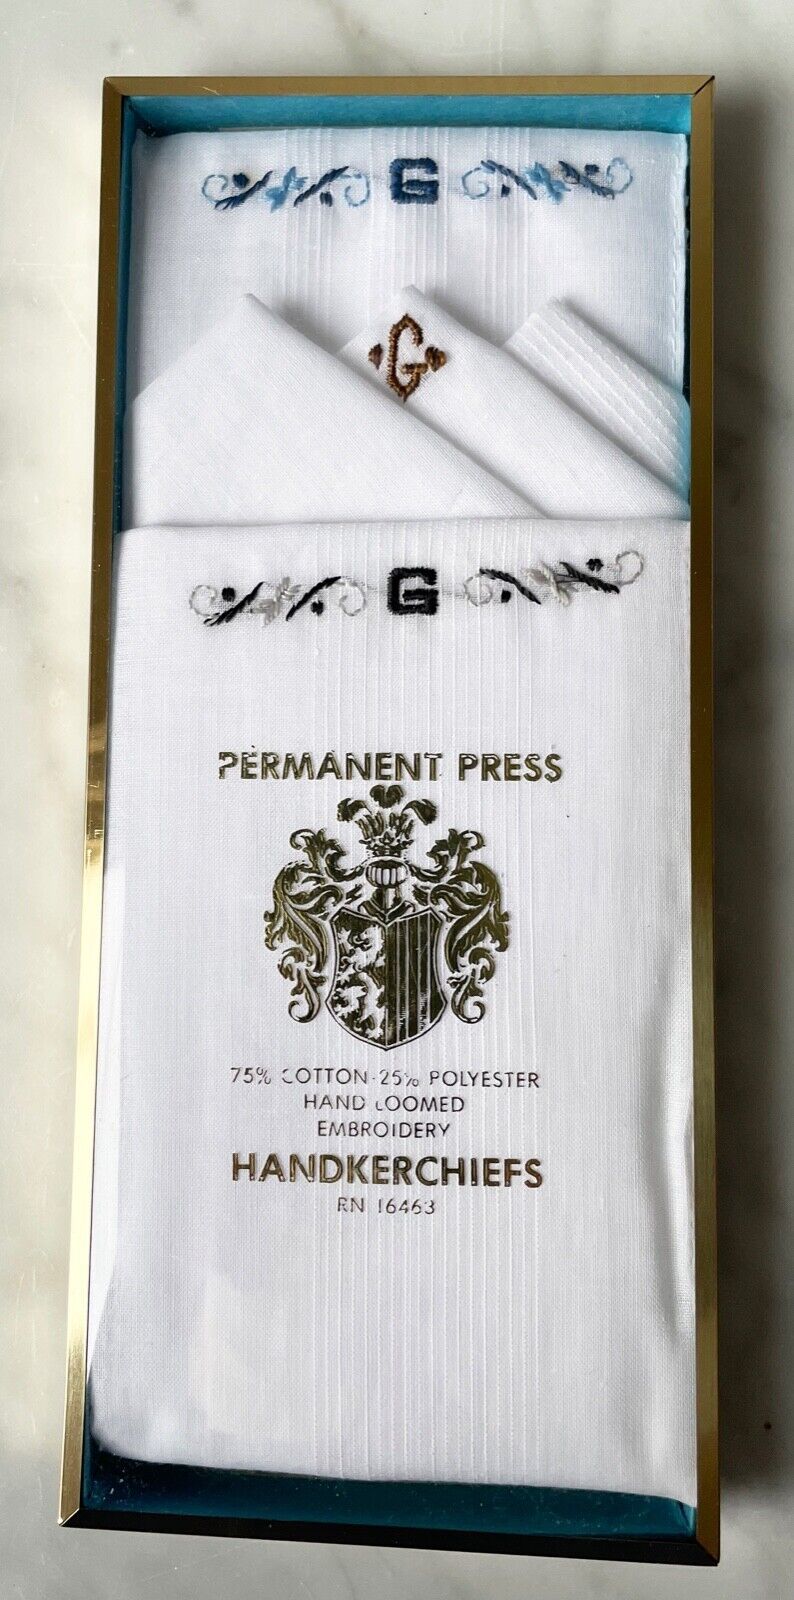 G
G
G
PERMANENT PRESS
75% COTTON-25% POLYESTER
HAND LOOMED
EMBROIDERY
HANDKERCHIEFS
RN 16463